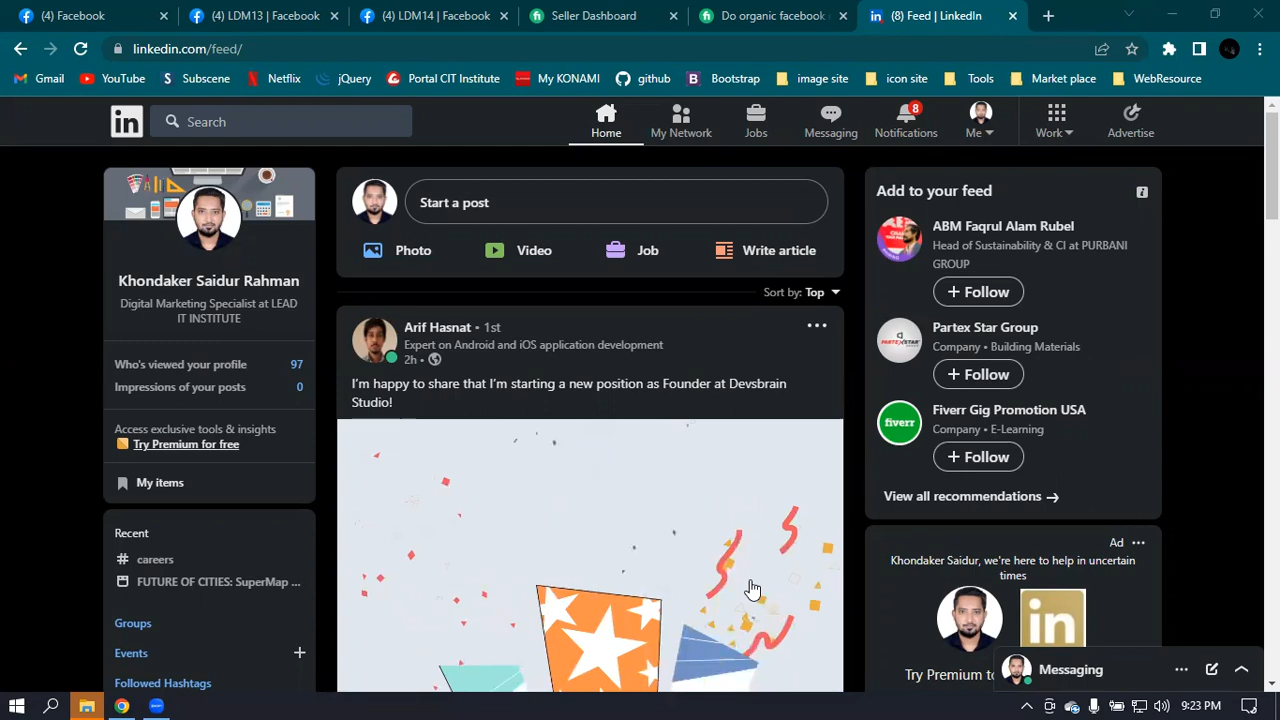 (4) Facebook
(4) LDM13 | Facebook
(4) LDM14 | Facebook
Seller Dashboard
Do organic facebook
(8) Feed | LinkedIn
linkedin.com/feed/
Gmail
YouTube
Subscene
Netflix
jQuery
Portal CIT Institute
My KONAMI
github
Bootstrap
image site
icon site
Tools
Market place
WebResource
in
Search
Home
My Network
Jobs
Messaging
8
Notifications
Me
Work
Advertise
Khondaker Saidur Rahman
Digital Marketing Specialist at LEAD
IT INSTITUTE
Who's viewed your profile 97
Impressions of your posts 0
Access exclusive tools & insights
Try Premium for free
My items
Recent
# careers
FUTURE OF CITIES: SuperMap ...
Groups
Events +
Followed Hashtags
Start a post
Photo
Video
Job
Write article
Sort by: Top
Arif Hasnat • 1st
Expert on Android and iOS application development
2h •
I'm happy to share that I'm starting a new position as Founder at Devsbrain
Studio!
Add to your feed
ABM Faqrul Alam Rubel
Head of Sustainability & CI at PURBANI
GROUP
+ Follow
PARTEX STAR
Partex Star Group
Company • Building Materials
+ Follow
fiverr
Fiverr Gig Promotion USA
Company • E-Learning
+ Follow
View all recommendations →
Ad ...
Khondaker Saidur, we're here to help in uncertain
times
in
Try Premium to
Messaging
9:23 PM